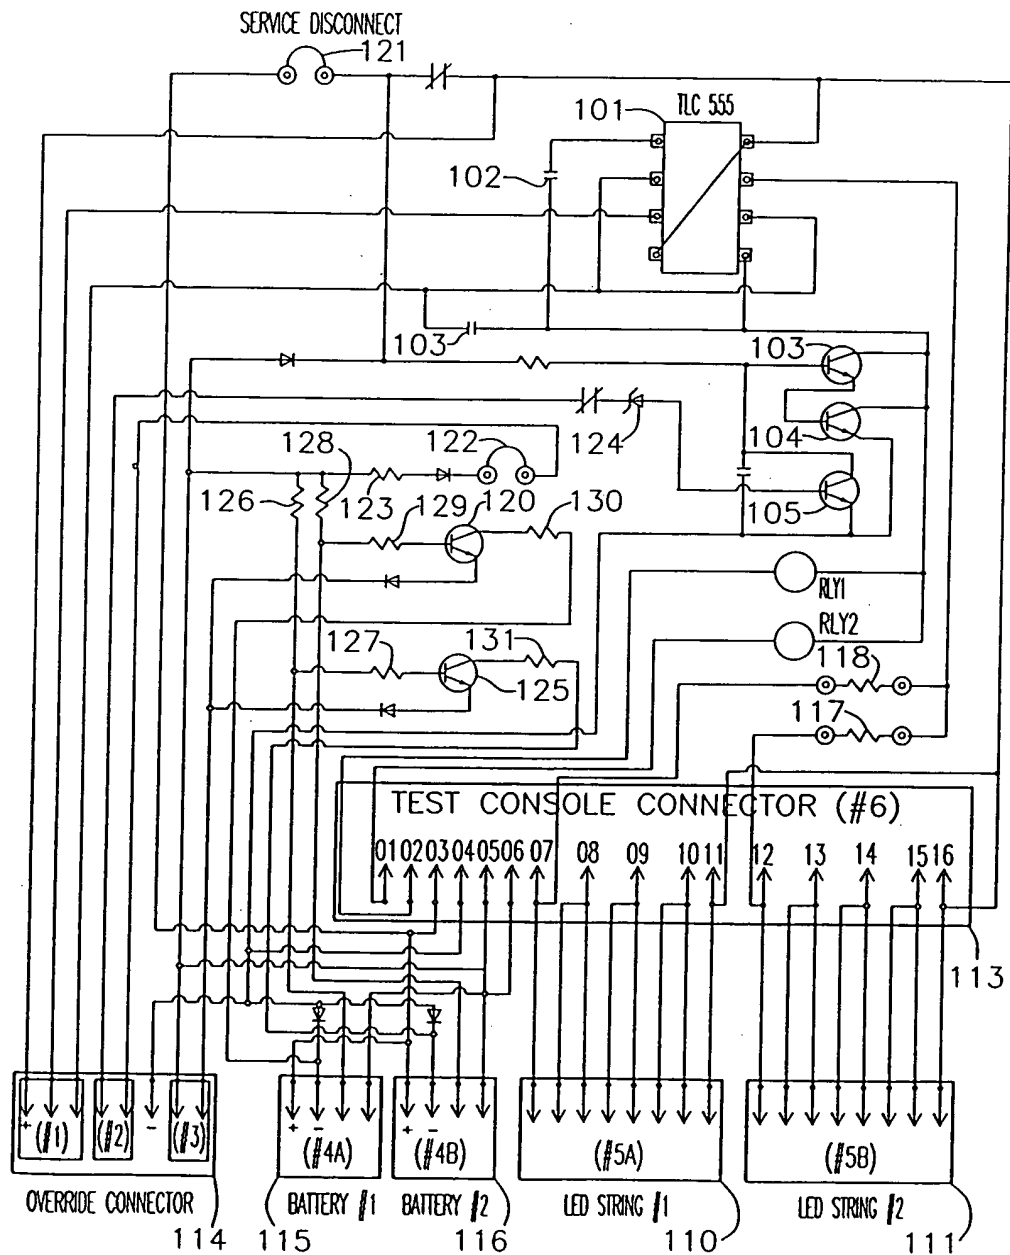 SERVICE DISCONNECT
121
101
TLC 555
102
103
103
104
124
105
128
122
126
123
129
120
130
RLY1
RLY2
127
131
125
118
117
TEST CONSOLE CONNECTOR (#6)
01 02 03 04 05 06 07 08 09 10 11 12 13 14 15 16
113
+ (#1) (#2) - (#3)
+ - (#4A)
+ - (#4B)
(#5A)
(#5B)
OVERRIDE CONNECTOR
BATTERY #1
BATTERY #2
LED STRING #1
LED STRING #2
114
115
116
110
111